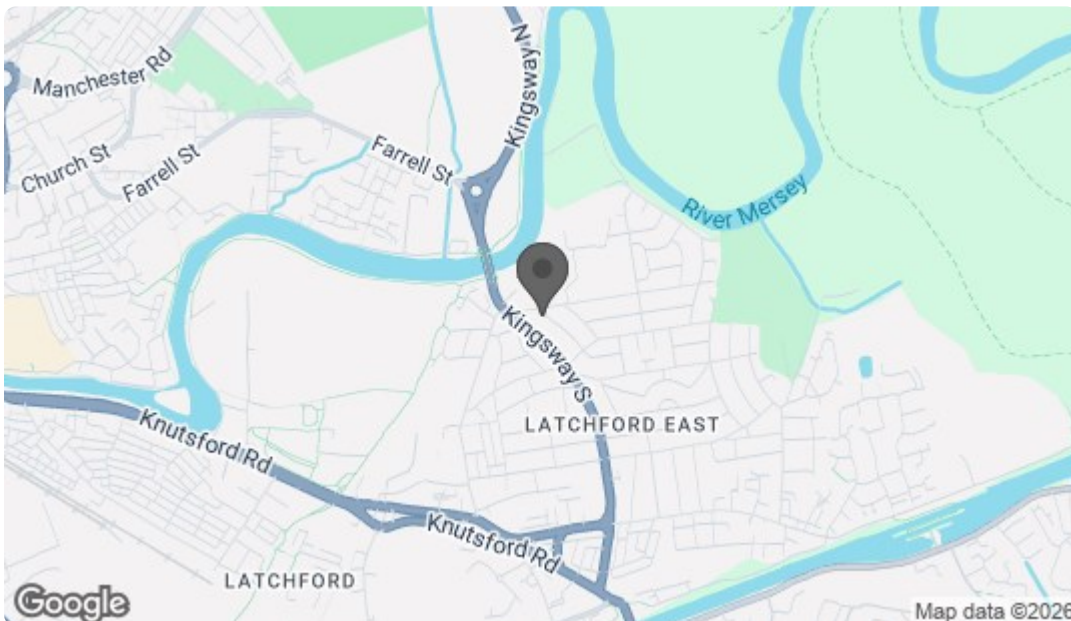 Kingsway N
Manchester Rd
Church St
Farrell St
Farrell St
River Mersey
Kingsway S
LATCHFORD EAST
Knutsford Rd
Knutsford Rd
LATCHFORD
Google
Map data ©2026